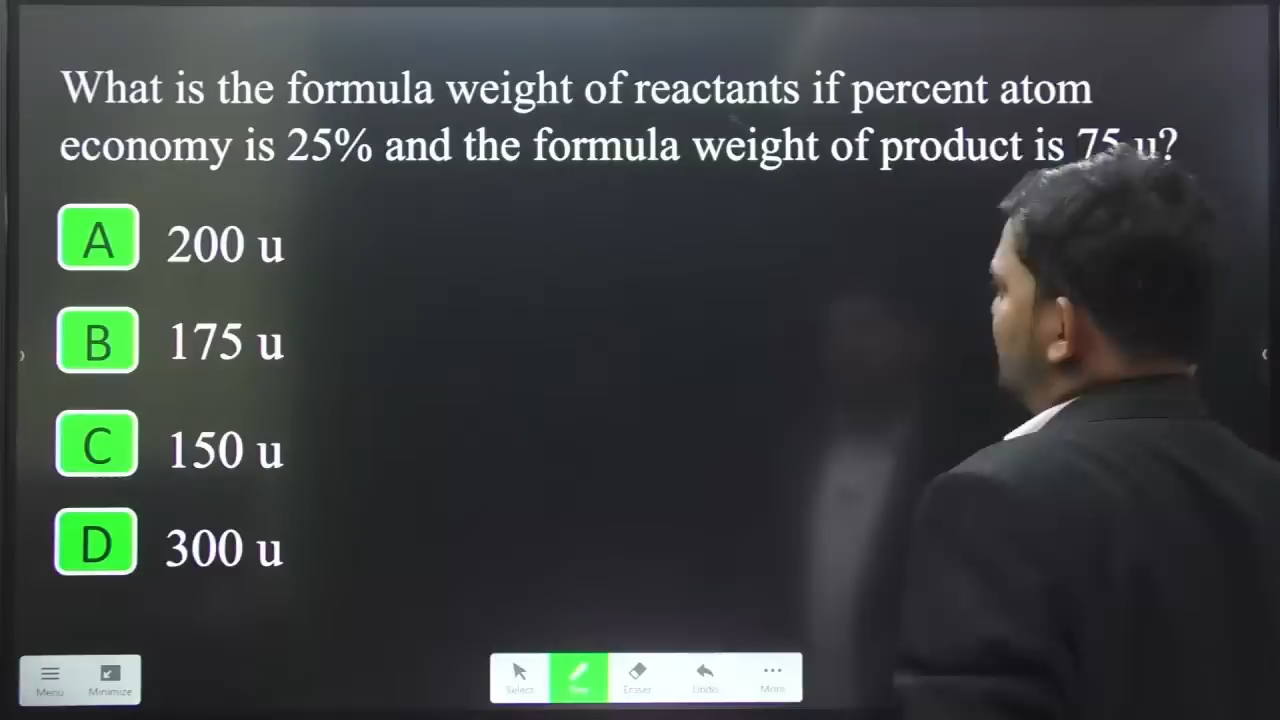 What is the formula weight of reactants if percent atom
economy is 25% and the formula weight of product is 75 u?
A 200 u
B 175 u
C 150 u
D 300 u
Menu Minimize Select Pen Eraser Undo More